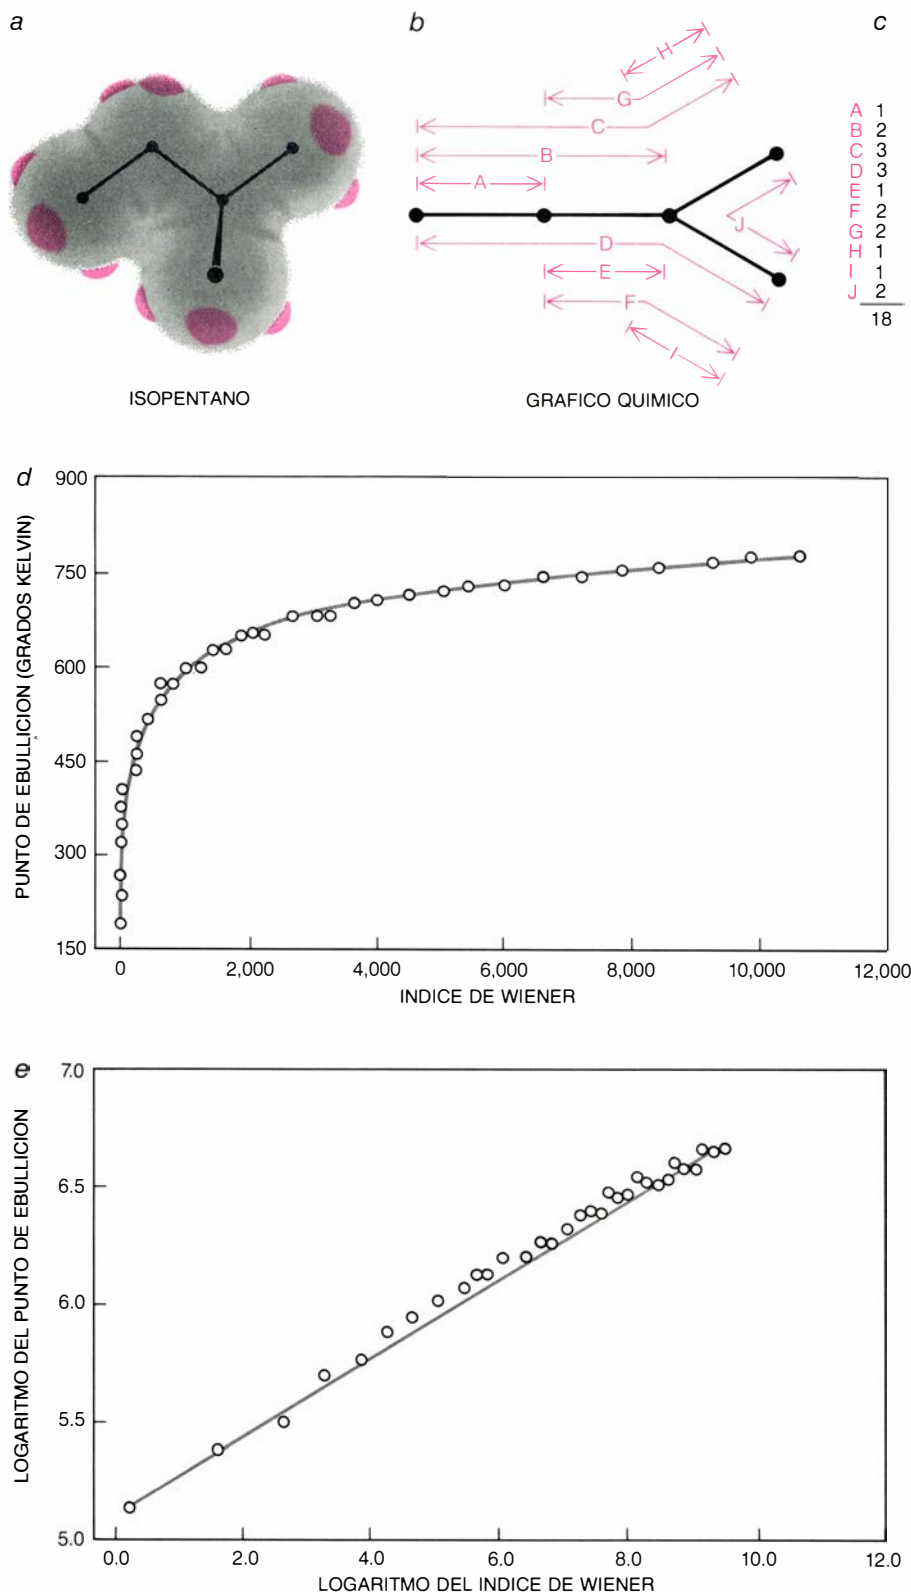 a
b
c
H
G
C
B
A
J
D
E
F
I
A 1
B 2
C 3
D 3
E 1
F 2
G 2
H 1
I 1
J 2
18
ISOPENTANO
GRAFICO QUIMICO
d
PUNTO DE EBULLICION (GRADOS KELVIN)
900
750
600
450
300
150
0 2,000 4,000 6,000 8,000 10,000 12,000
INDICE DE WIENER
e
LOGARITMO DEL PUNTO DE EBULLICION
7.0
6.5
6.0
5.5
5.0
0.0 2.0 4.0 6.0 8.0 10.0 12.0
LOGARITMO DEL INDICE DE WIENER